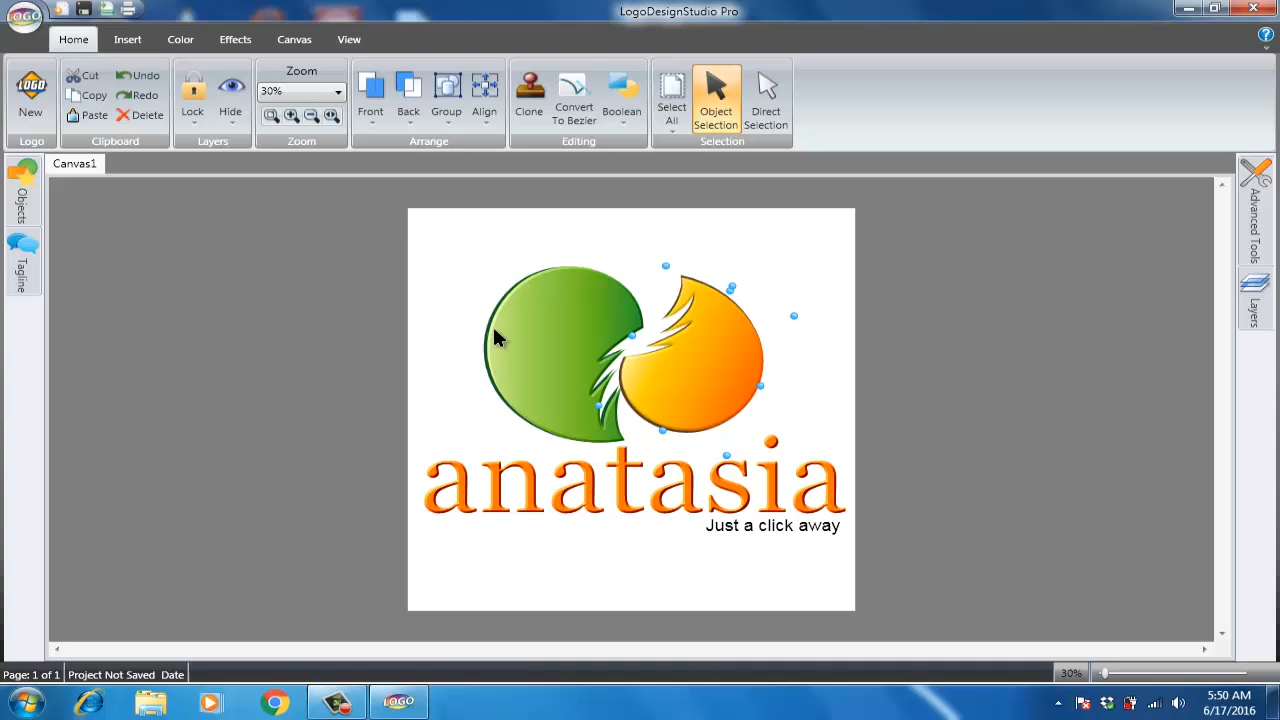 LogoDesignStudio Pro
LOGO
Home Insert Color Effects Canvas View
Cut Undo
Copy Redo
Paste Delete
LOGO
New
Logo
Clipboard
Lock Hide
Layers
Zoom
30%
Zoom
Front Back Group Align
Arrange
Clone Convert To Bezier Boolean
Editing
Select All Object Selection Direct Selection
Selection
Canvas1
Objects
Tagline
Advanced Tools
Layers
anatasia
Just a click away
Page: 1 of 1 Project Not Saved Date
30%
LOGO
5:50 AM
6/17/2016